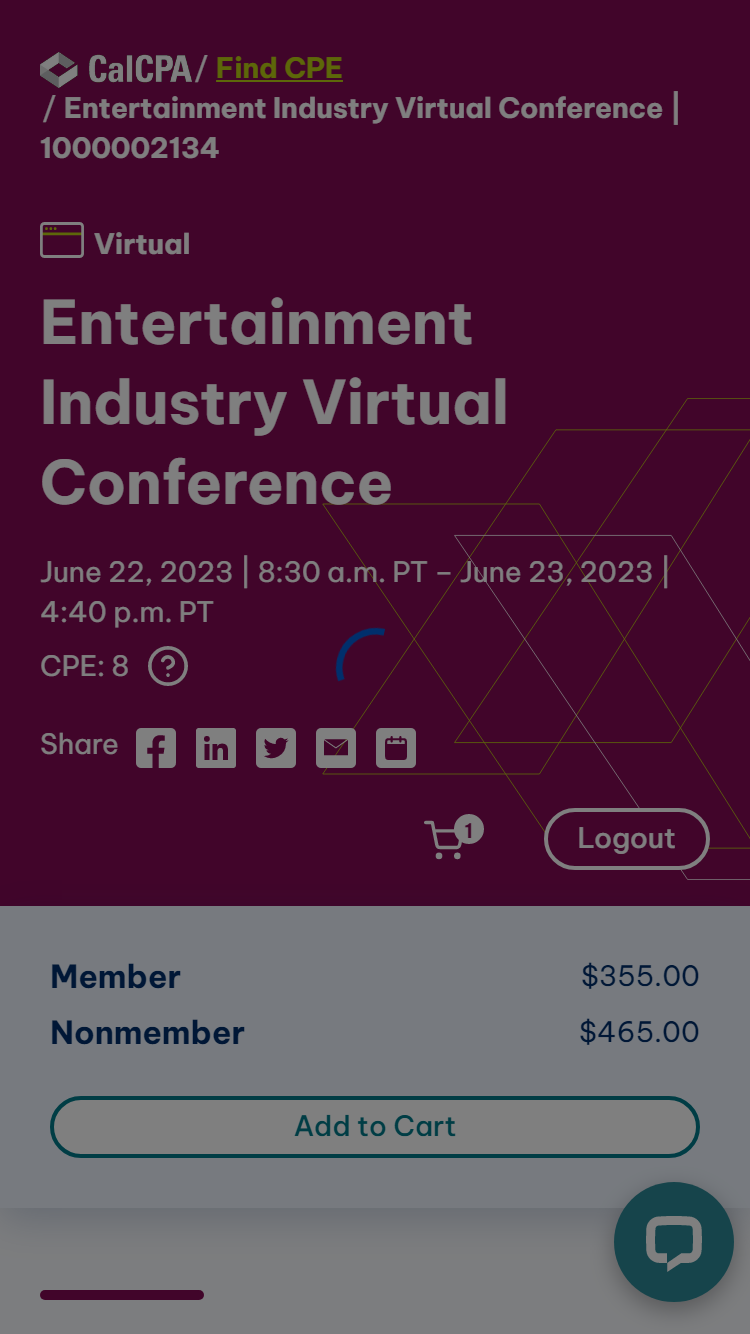 CalCPA / Find CPE
/ Entertainment Industry Virtual Conference |
1000002134
Virtual
Entertainment
Industry Virtual
Conference
June 22, 2023 | 8:30 a.m. PT – June 23, 2023 |
4:40 p.m. PT
CPE: 8 ?
Share
1
Logout
Member $355.00
Nonmember $465.00
Add to Cart